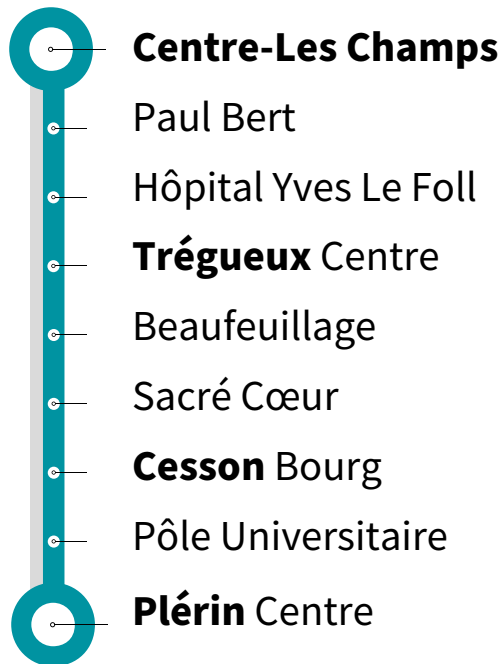 Centre-Les Champs
Paul Bert
Hôpital Yves Le Foll
Trégueux Centre
Beaufeuillage
Sacré Cœur
Cesson Bourg
Pôle Universitaire
Plérin Centre